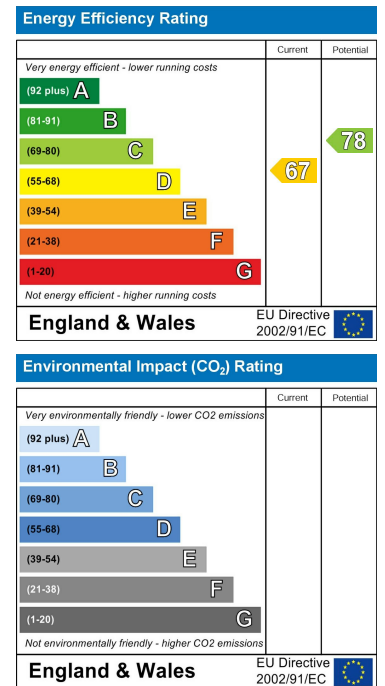 Energy Efficiency Rating
Current Potential
Very energy efficient - lower running costs
(92 plus) A
(81-91) B
(69-80) C
(55-68) D
(39-54) E
(21-38) F
(1-20) G
67
78
Not energy efficient - higher running costs
England & Wales
EU Directive
2002/91/EC
Environmental Impact (CO₂) Rating
Current Potential
Very environmentally friendly - lower CO2 emissions
(92 plus) A
(81-91) B
(69-80) C
(55-68) D
(39-54) E
(21-38) F
(1-20) G
Not environmentally friendly - higher CO2 emissions
England & Wales
EU Directive
2002/91/EC